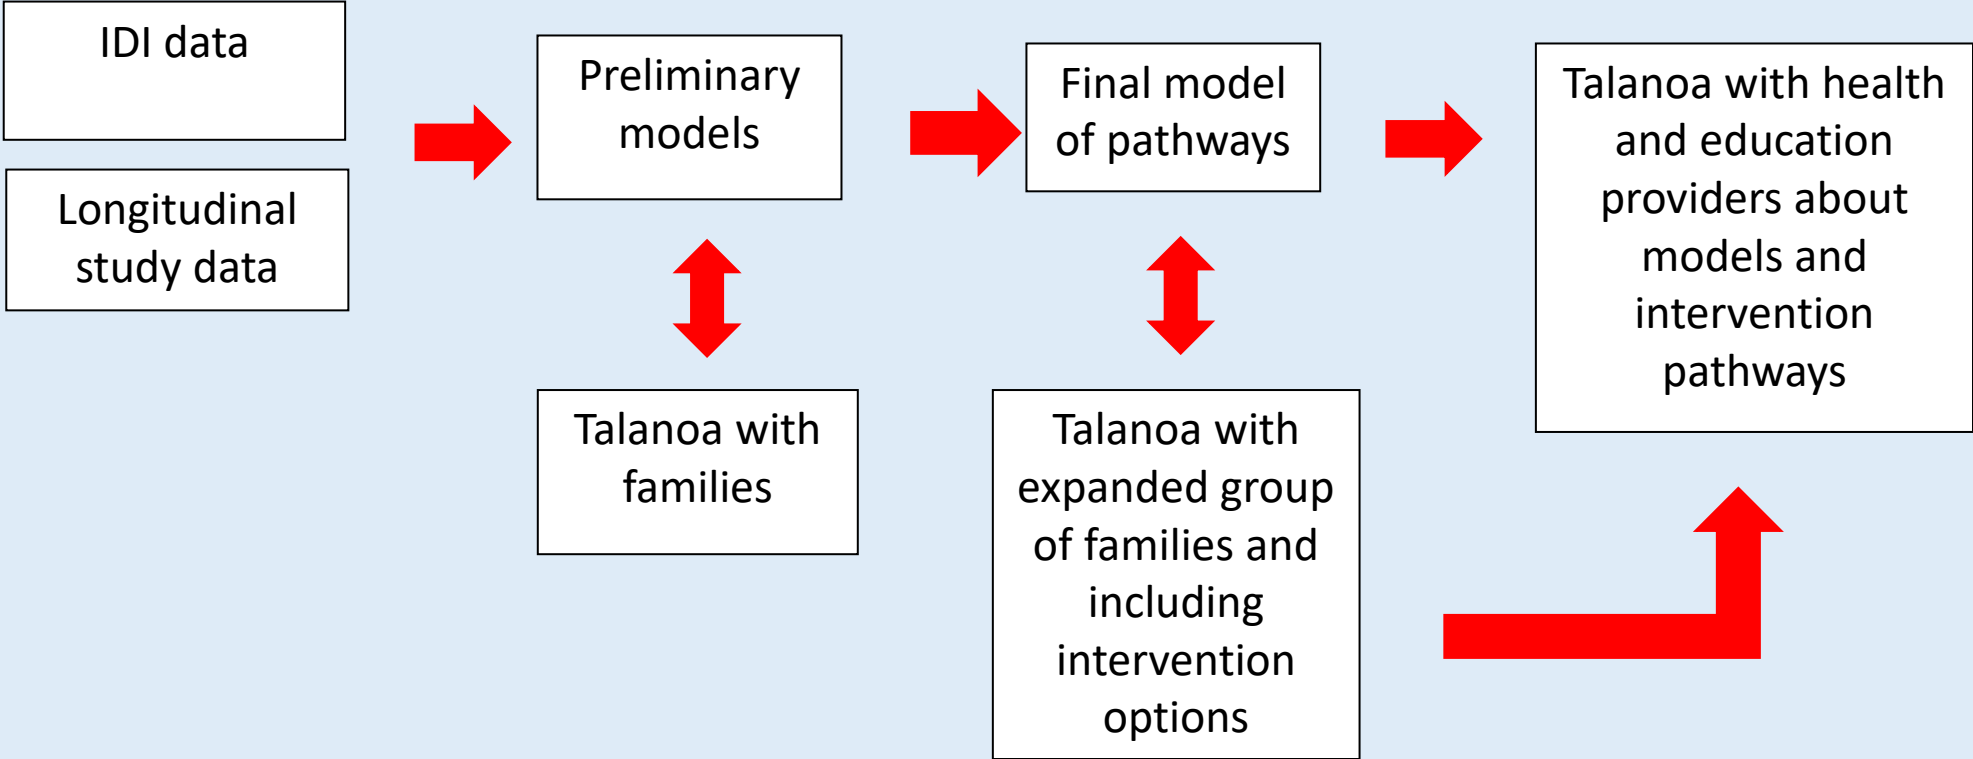 IDI data
Longitudinal
study data
Preliminary
models
Talanoa with
families
Final model
of pathways
Talanoa with
expanded group
of families and
including
intervention
options
Talanoa with health
and education
providers about
models and
intervention
pathways